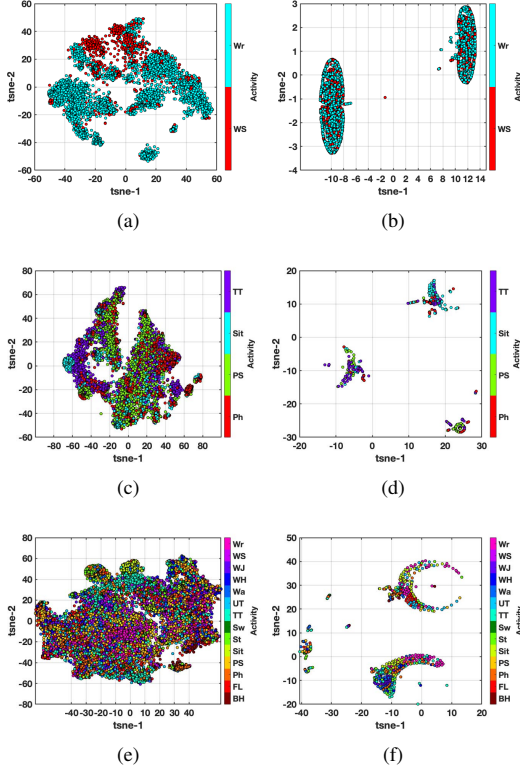 tsne-2
60
40
20
0
-20
-40
-60
-60 -40 -20 0 20 40 60
tsne-1
Wr
WS
Activity
(a)
tsne-2
3
2
1
0
-1
-2
-3
-4
-10 -8 -6 -4 -2 0 2 4 6 8 10 12 14
tsne-1
Wr
WS
Activity
(b)
tsne-2
80
60
40
20
0
-20
-40
-60
-80 -60 -40 -20 0 20 40 60 80
tsne-1
TT
Sit
PS
Ph
Activity
(c)
tsne-2
20
10
0
-10
-20
-30
-20 -10 0 10 20 30
tsne-1
TT
Sit
PS
Ph
Activity
(d)
tsne-2
80
60
40
20
0
-20
-40
-60
-80
-40 -30 -20 -10 0 10 20 30 40
tsne-1
Wr
WS
WJ
WH
Wa
UT
TT
Sw
St
Sit
PS
Ph
FL
BH
Activity
(e)
tsne-2
50
40
30
20
10
0
-10
-20
-40 -30 -20 -10 0 10 20
tsne-1
Wr
WS
WJ
WH
Wa
UT
TT
Sw
St
Sit
PS
Ph
FL
BH
Activity
(f)